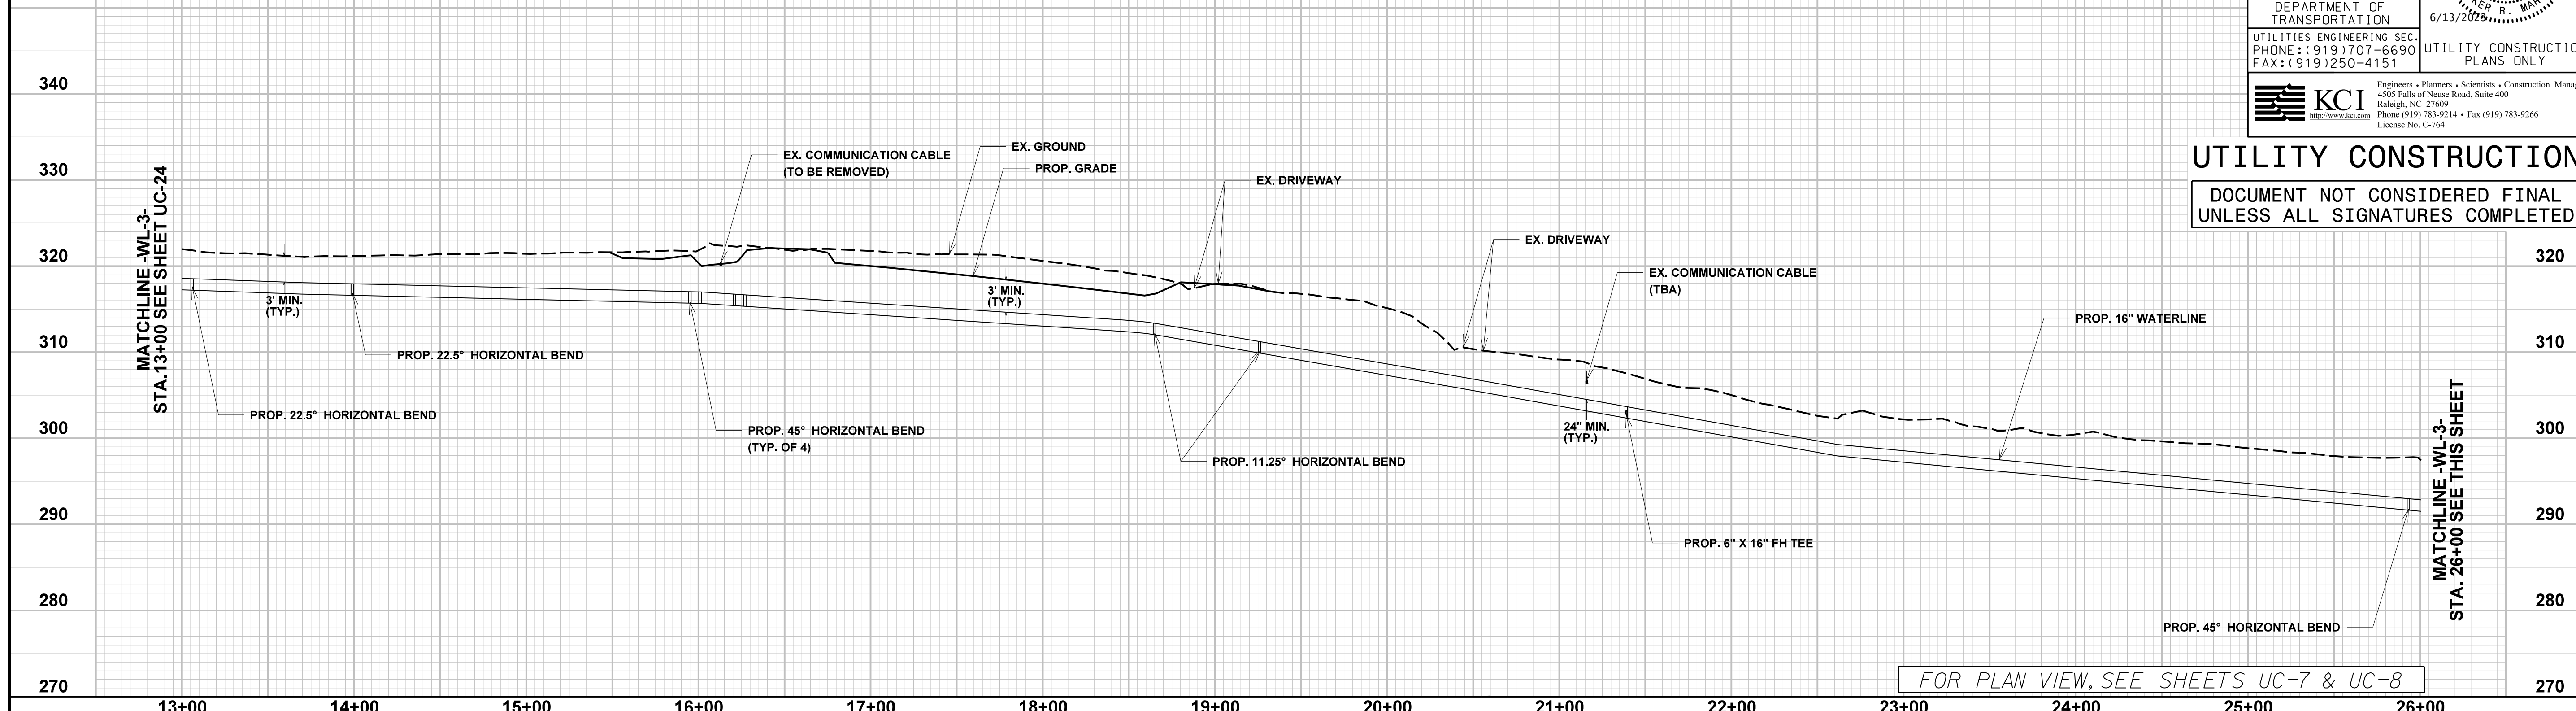 DEPARTMENT OF
TRANSPORTATION
UTILITIES ENGINEERING SEC.
PHONE:(919)707-6690
FAX:(919)250-4151
KER R. MAR
UTILITY CONSTRUCTIO
PLANS ONLY
KCI
http://www.kci.com
Engineers • Planners • Scientists • Construction Manag
4505 Falls of Neuse Road, Suite 400
Raleigh, NC 27609
Phone (919) 783-9214 • Fax (919) 783-9266
License No. C-764
UTILITY CONSTRUCTION
DOCUMENT NOT CONSIDERED FINAL
UNLESS ALL SIGNATURES COMPLETED
340
330
320
310
300
290
280
270
MATCHLINE -WL-3-
STA.13+00 SEE SHEET UC-24
EX. COMMUNICATION CABLE
(TO BE REMOVED)
EX. GROUND
PROP. GRADE
EX. DRIVEWAY
EX. DRIVEWAY
EX. COMMUNICATION CABLE
(TBA)
PROP. 16" WATERLINE
3' MIN.
(TYP.)
3' MIN.
(TYP.)
24" MIN.
(TYP.)
PROP. 22.5° HORIZONTAL BEND
PROP. 22.5° HORIZONTAL BEND
PROP. 45° HORIZONTAL BEND
(TYP. OF 4)
PROP. 11.25° HORIZONTAL BEND
PROP. 6" X 16" FH TEE
PROP. 45° HORIZONTAL BEND
MATCHLINE -WL-3-
STA. 26+00 SEE THIS SHEET
320
310
300
290
280
270
FOR PLAN VIEW, SEE SHEETS UC-7 & UC-8
13+00 14+00 15+00 16+00 17+00 18+00 19+00 20+00 21+00 22+00 23+00 24+00 25+00 26+00